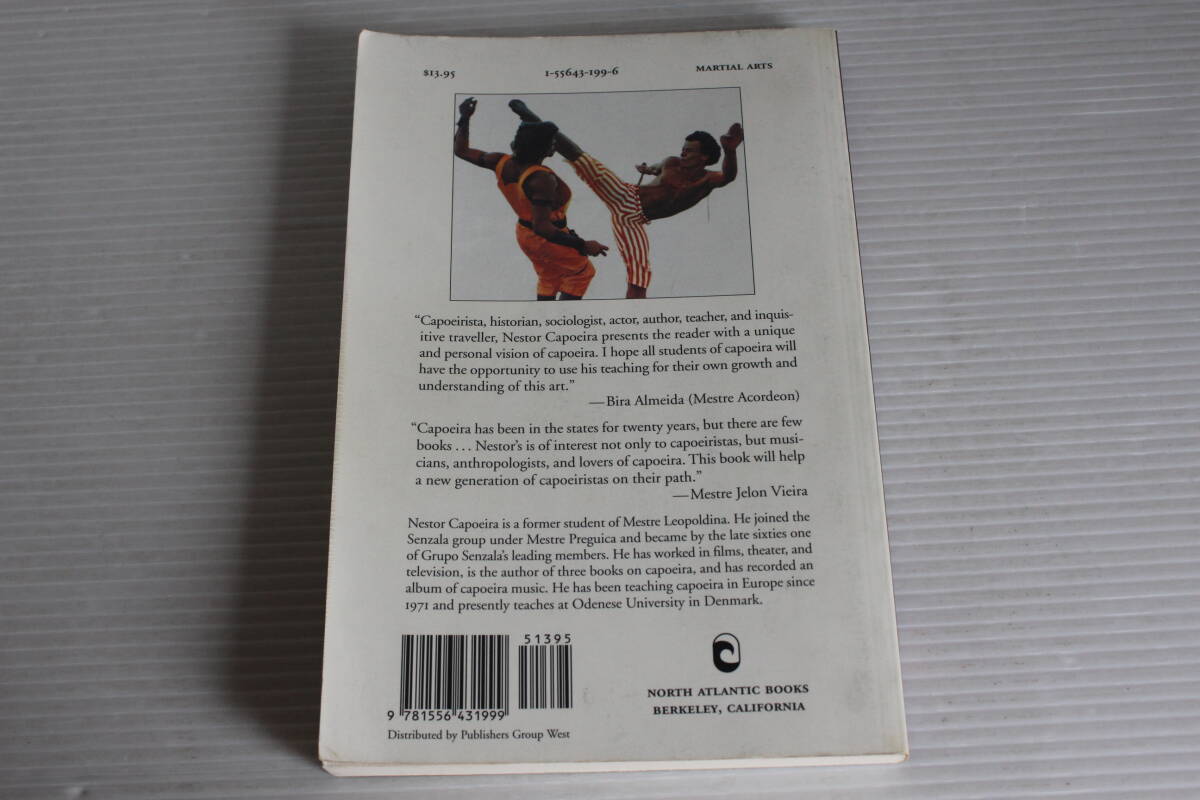 $13.95 1-55643-199-6 MARTIAL ARTS
“Capoeirista, historian, sociologist, actor, author, teacher, and inquis-
itive traveller, Nestor Capoeira presents the reader with a unique
and personal vision of capoeira. I hope all students of capoeira will
have the opportunity to use his teaching for their own growth and
understanding of this art.”
—Bira Almeida (Mestre Acordeon)
“Capoeira has been in the states for twenty years, but there are few
books . . . Nestor’s is of interest not only to capoeiristas, but musi-
cians, anthropologists, and lovers of capoeira. This book will help
a new generation of capoeiristas on their path.”
—Mestre Jelon Vieira
Nestor Capoeira is a former student of Mestre Leopoldina. He joined the
Senzala group under Mestre Preguica and became by the late sixties one
of Grupo Senzala’s leading members. He has worked in films, theater, and
television, is the author of three books on capoeira, and has recorded an
album of capoeira music. He has been teaching capoeira in Europe since
1971 and presently teaches at Odenese University in Denmark.
51395
9 781556 431999
Distributed by Publishers Group West
NORTH ATLANTIC BOOKS
BERKELEY, CALIFORNIA